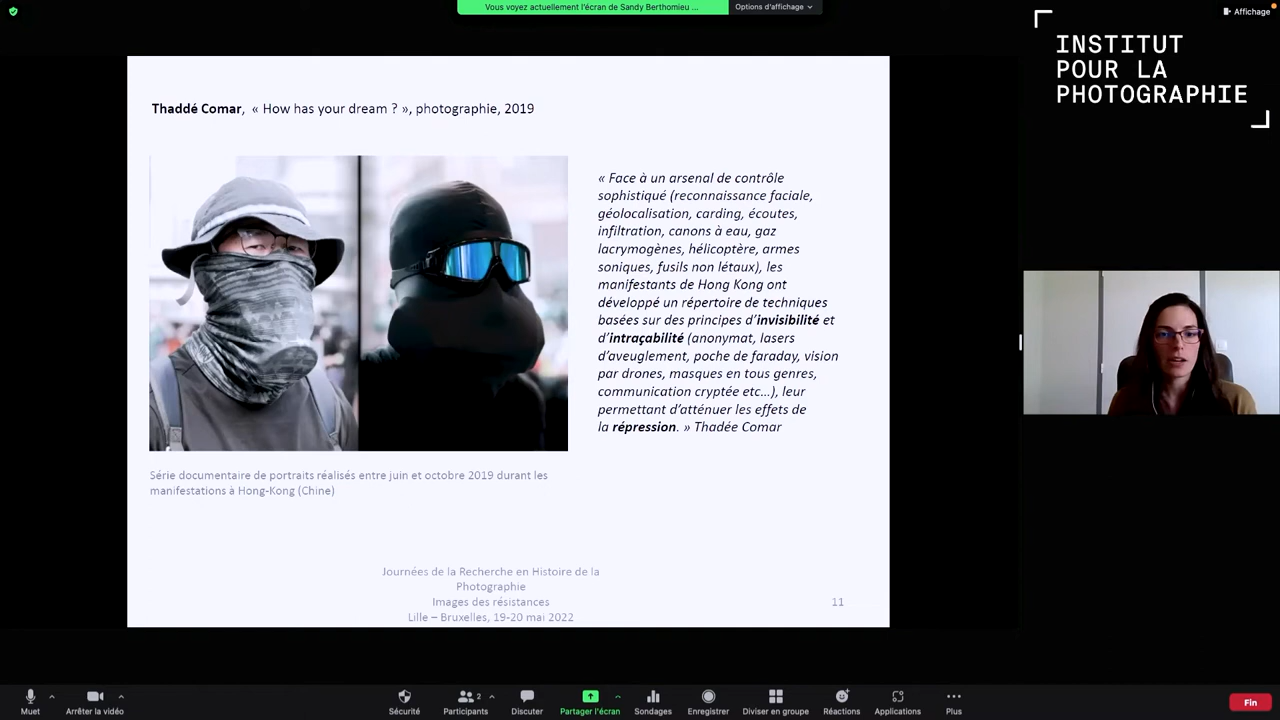 Vous voyez actuellement l'écran de Sandy Berthomieu ...
Options d'affichage
Affichage
INSTITUT
POUR LA
PHOTOGRAPHIE
Thaddé Comar, « How has your dream ? », photographie, 2019
« Face à un arsenal de contrôle
sophistiqué (reconnaissance faciale,
géolocalisation, carding, écoutes,
infiltration, canons à eau, gaz
lacrymogènes, hélicoptère, armes
soniques, fusils non létaux), les
manifestants de Hong Kong ont
développé un répertoire de techniques
basées sur des principes d'invisibilité et
d'intraçabilité (anonymat, lasers
d'aveuglement, poche de faraday, vision
par drones, masques en tous genres,
communication cryptée etc...), leur
permettant d'atténuer les effets de
la répression. » Thadée Comar
Série documentaire de portraits réalisés entre juin et octobre 2019 durant les
manifestations à Hong-Kong (Chine)
Journées de la Recherche en Histoire de la
Photographie
Images des résistances
Lille – Bruxelles, 19-20 mai 2022
11
Muet
Arrêter la vidéo
Sécurité
2
Participants
Discuter
Partager l'écran
Sondages
Enregistrer
Diviser en groupe
Réactions
Applications
Plus
Fin